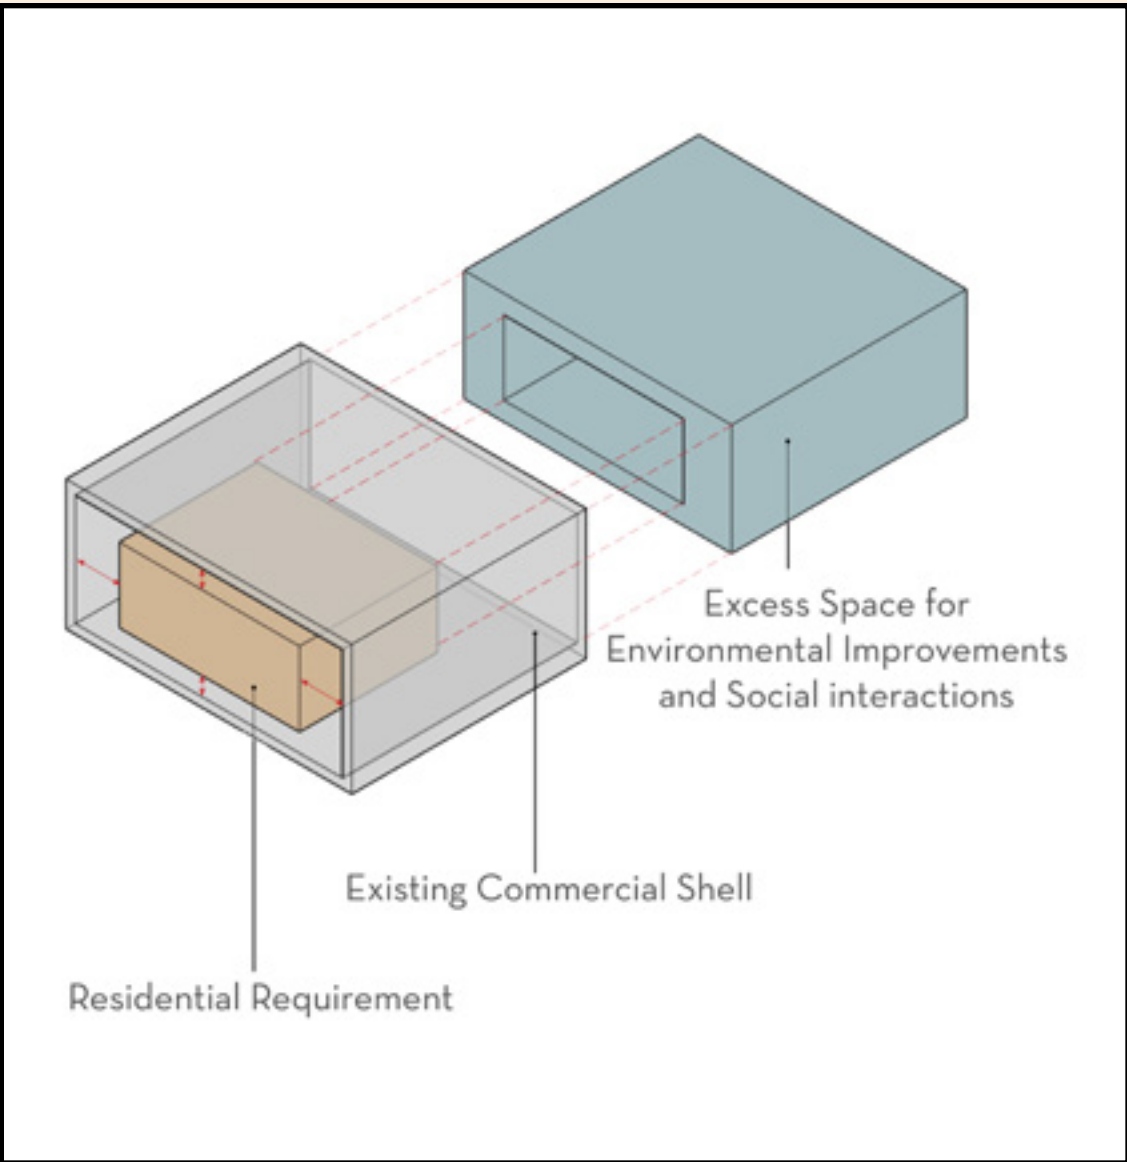 Excess Space for
Environmental Improvements
and Social interactions
Existing Commercial Shell
Residential Requirement